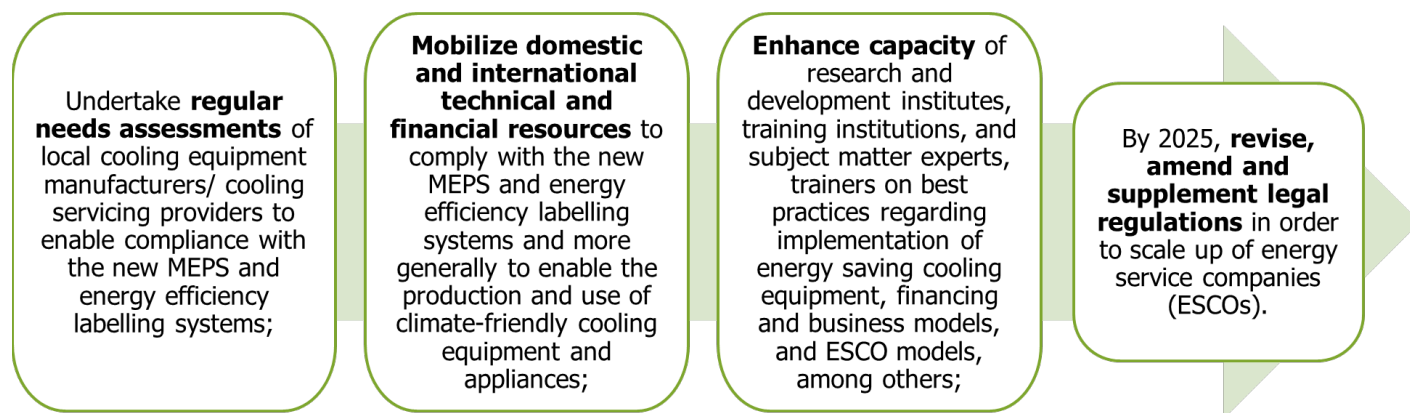 Undertake regular
needs assessments of
local cooling equipment
manufacturers/ cooling
servicing providers to
enable compliance with
the new MEPS and
energy efficiency
labelling systems;
Mobilize domestic
and international
technical and
financial resources to
comply with the new
MEPS and energy
efficiency labelling
systems and more
generally to enable the
production and use of
climate-friendly cooling
equipment and
appliances;
Enhance capacity of
research and
development institutes,
training institutions, and
subject matter experts,
trainers on best
practices regarding
implementation of
energy saving cooling
equipment, financing
and business models,
and ESCO models,
among others;
By 2025, revise,
amend and
supplement legal
regulations in order
to scale up of energy
service companies
(ESCOs).